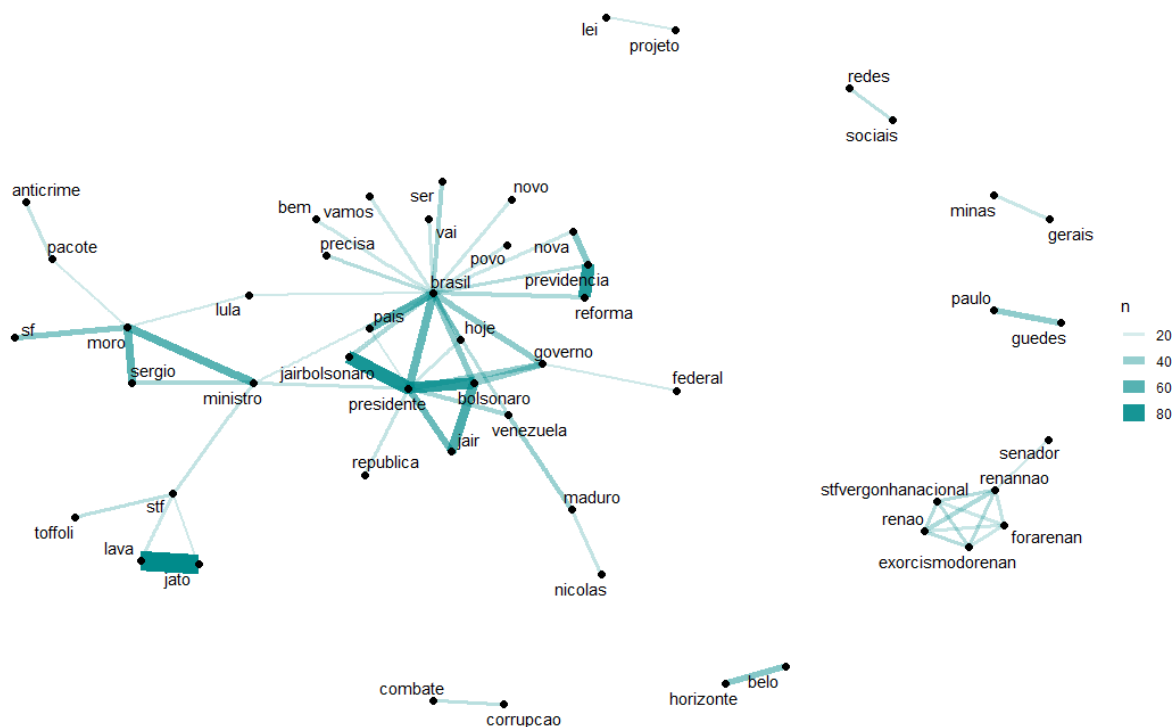 lei
projeto
redes
sociais
anticrime
ser
novo
bem
vamos
minas
vai
gerais
pacote
precisa
povo
nova
brasil
previdencia
lula
pais
hoje
reforma
paulo
n
sf
moro
guedes
20
governo
40
sergio
jairbolsonaro
60
ministro
presidente
bolsonaro
federal
80
venezuela
jair
republica
senador
renannao
stfvergonhanacional
maduro
stf
renao
toffoli
forarenan
lava
exorcismodorenan
jato
nicolas
combate
belo
horizonte
corrupcao